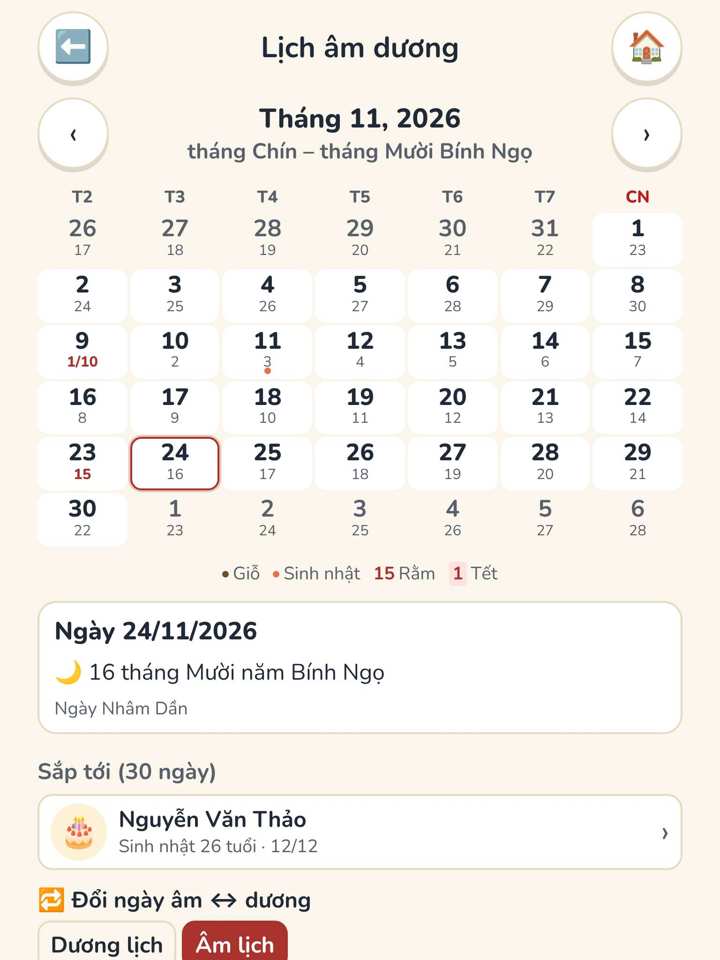 Lịch âm dương
‹ Tháng 11, 2026 ›
tháng Chín – tháng Mười Bính Ngọ
T2 T3 T4 T5 T6 T7 CN
26 27 28 29 30 31 1
17 18 19 20 21 22 23
2 3 4 5 6 7 8
24 25 26 27 28 29 30
9 10 11 12 13 14 15
1/10 2 3 4 5 6 7
16 17 18 19 20 21 22
8 9 10 11 12 13 14
23 24 25 26 27 28 29
15 16 17 18 19 20 21
30 1 2 3 4 5 6
22 23 24 25 26 27 28
Giỗ Sinh nhật 15 Rằm 1 Tết
Ngày 24/11/2026
🌙 16 tháng Mười năm Bính Ngọ
Ngày Nhâm Dần
Sắp tới (30 ngày)
Nguyễn Văn Thảo ›
Sinh nhật 26 tuổi · 12/12
🔁 Đổi ngày âm ↔ dương
Dương lịch Âm lịch